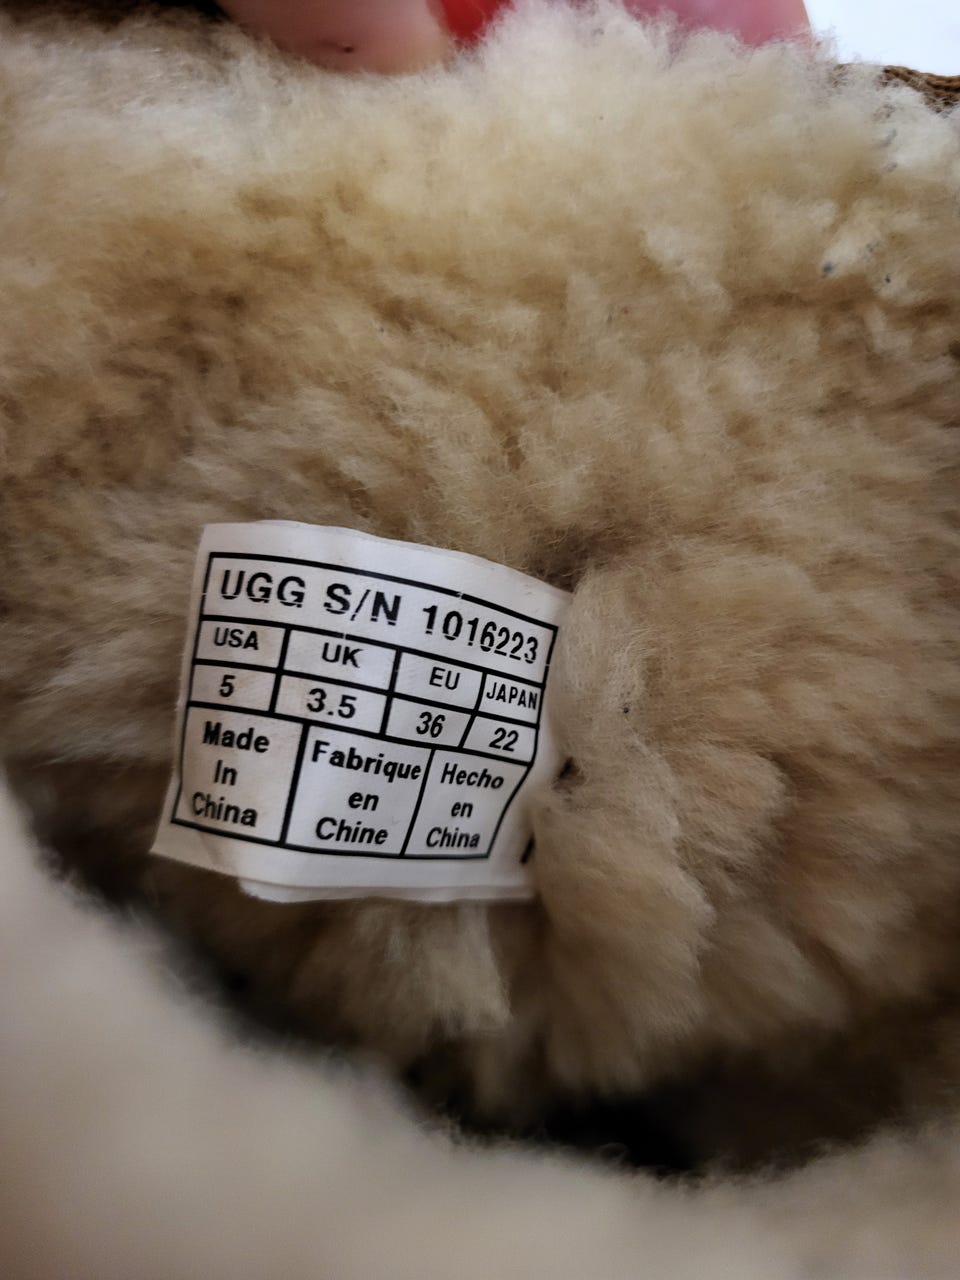 UGG S/N 1016223
USA UK EU JAPAN
5 3.5 36 22
Made In China
Fabrique en Chine
Hecho en China